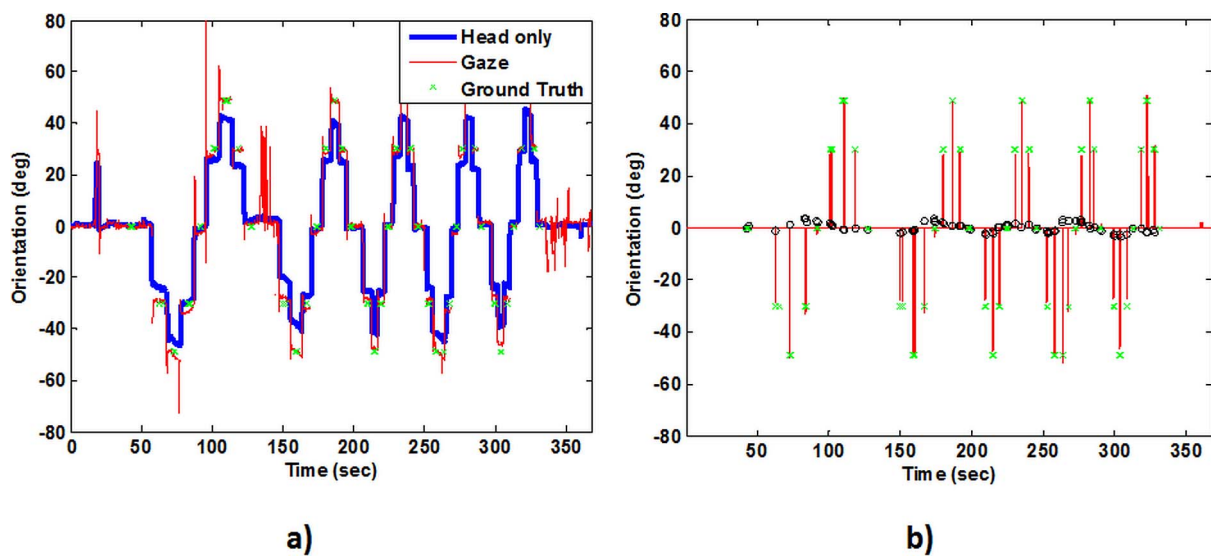 80
60
40
20
0
-20
-40
-60
-80
Orientation (deg)
0 50 100 150 200 250 300 350
Time (sec)
Head only
Gaze
Ground Truth
a)
80
60
40
20
0
-20
-40
-60
-80
Orientation (deg)
100 150 200 250 300 350
50
Time (sec)
b)